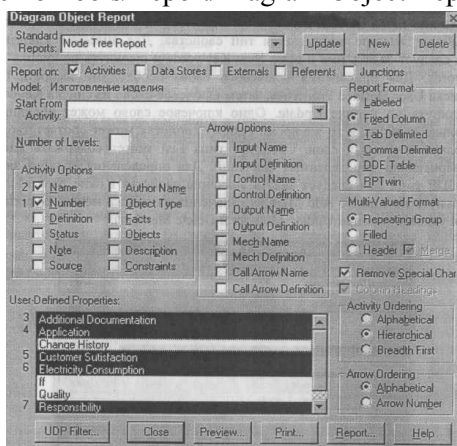 Diagram Object Report
Standard Reports: Node Tree Report Update New Delete
Report on: Activities Data Stores Externals Referents Junctions
Model: Изготовление изделия
Start From Activity:
Number of Levels:
Activity Options
2 Name Author Name
1 Number Object Type
Definition Facts
Status Objects
Note Description
Source Constraints
Arrow Options
Input Name
Input Definition
Control Name
Control Definition
Output Name
Output Definition
Mech Name
Mech Definition
Call Arrow Name
Call Arrow Definition
Report Format
Labeled
Fixed Column
Tab Delimited
Comma Delimited
DDE Table
RPTwin
Multi-Valued Format
Repeating Group
Filled
Header Merge
Remove Special Char
Column Headings
Activity Ordering
Alphabetical
Hierarchical
Breadth First
Arrow Ordering
Alphabetical
Arrow Number
User-Defined Properties:
3 Additional Documentation
4 Application
Change History
5 Customer Sutisfaction
6 Electricity Consumption
ff
Quality
7 Responsibility
UDP Filter... Close Preview... Print... Report... Help